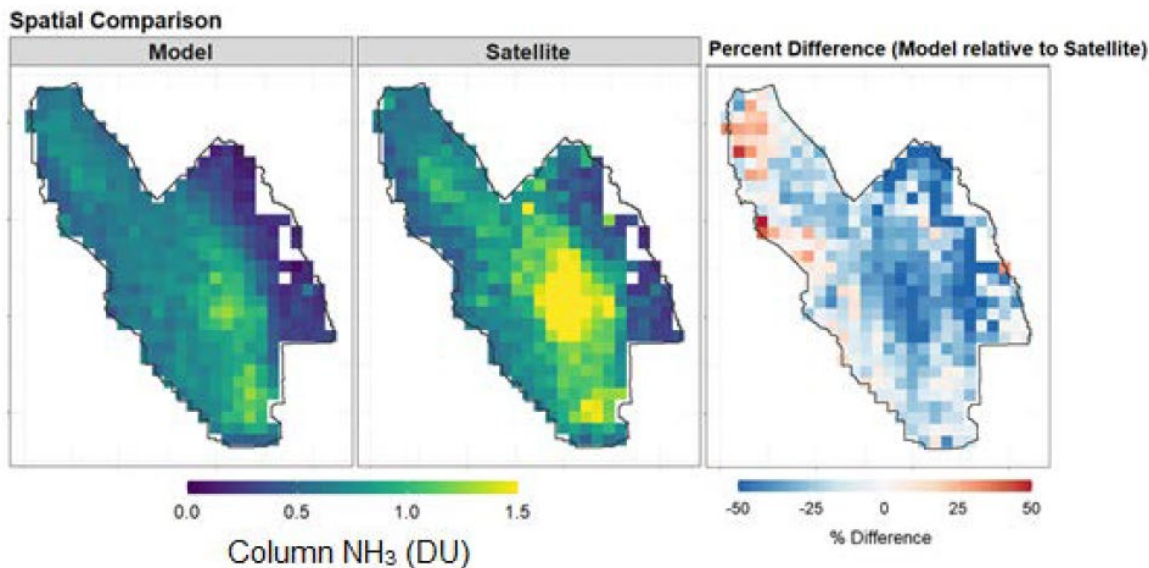 Spatial Comparison
Model
Satellite
Percent Difference (Model relative to Satellite)
0.0 0.5 1.0 1.5
Column NH₃ (DU)
-50 -25 0 25 50
% Difference